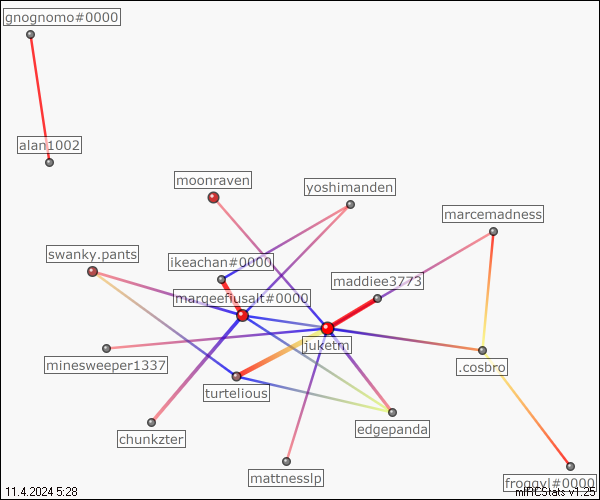 gnognomo#0000
alan1002
moonraven
yoshimanden
marcemadness
swanky.pants
ikeachan#0000
maddiee3773
margeefiusalt#0000
juketm
minesweeper1337
.cosbro
turtelious
edgepanda
chunkzter
mattnesslp
froggyl#0000
11.4.2024 5:28
mIRCStats v1.25